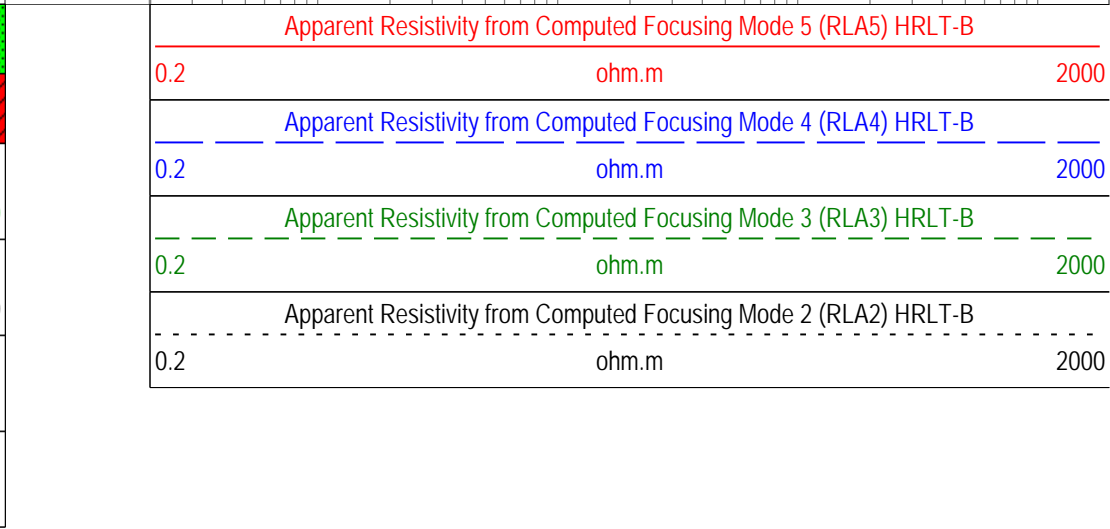 Apparent Resistivity from Computed Focusing Mode 5 (RLA5) HRLT-B
0.2 ohm.m 2000
Apparent Resistivity from Computed Focusing Mode 4 (RLA4) HRLT-B
0.2 ohm.m 2000
Apparent Resistivity from Computed Focusing Mode 3 (RLA3) HRLT-B
0.2 ohm.m 2000
Apparent Resistivity from Computed Focusing Mode 2 (RLA2) HRLT-B
0.2 ohm.m 2000